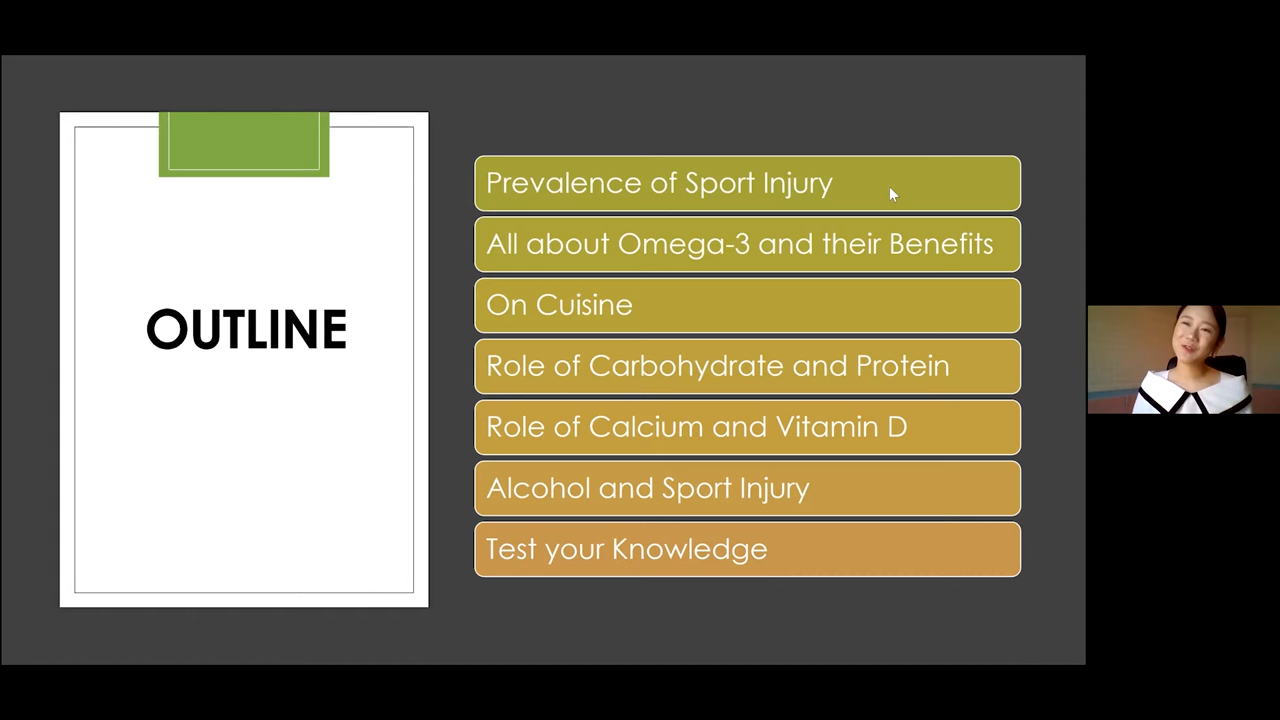 OUTLINE
Prevalence of Sport Injury
All about Omega-3 and their Benefits
On Cuisine
Role of Carbohydrate and Protein
Role of Calcium and Vitamin D
Alcohol and Sport Injury
Test your Knowledge